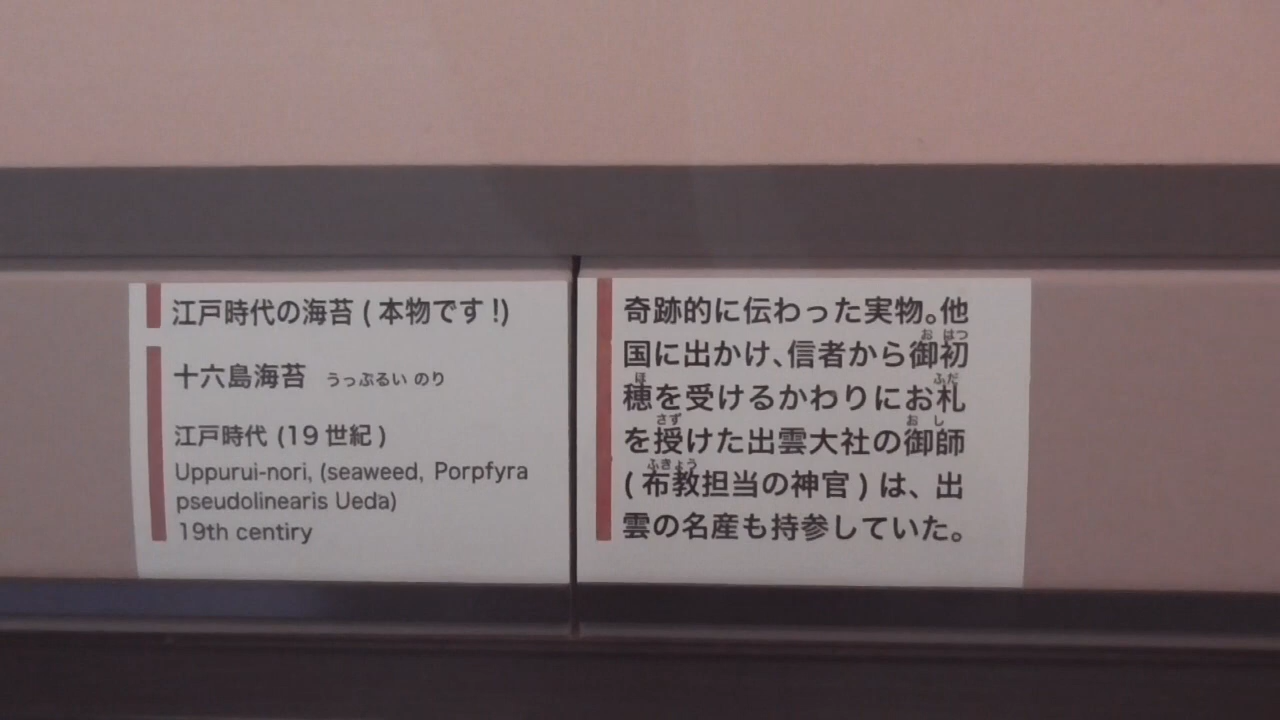 江戸時代の海苔(本物です!)
十六島海苔 うっぷるい のり
江戸時代 (19世紀)
Uppurui-nori, (seaweed, Porpfyra
pseudolinearis Ueda)
19th centiry
奇跡的に伝わった実物。他
お はつ
国に出かけ、信者から御初
ほ ふだ
穂を受けるかわりにお札
さず お し
を授けた出雲大社の御師
ふきょう
(布教担当の神官)は、出
雲の名産も持参していた。